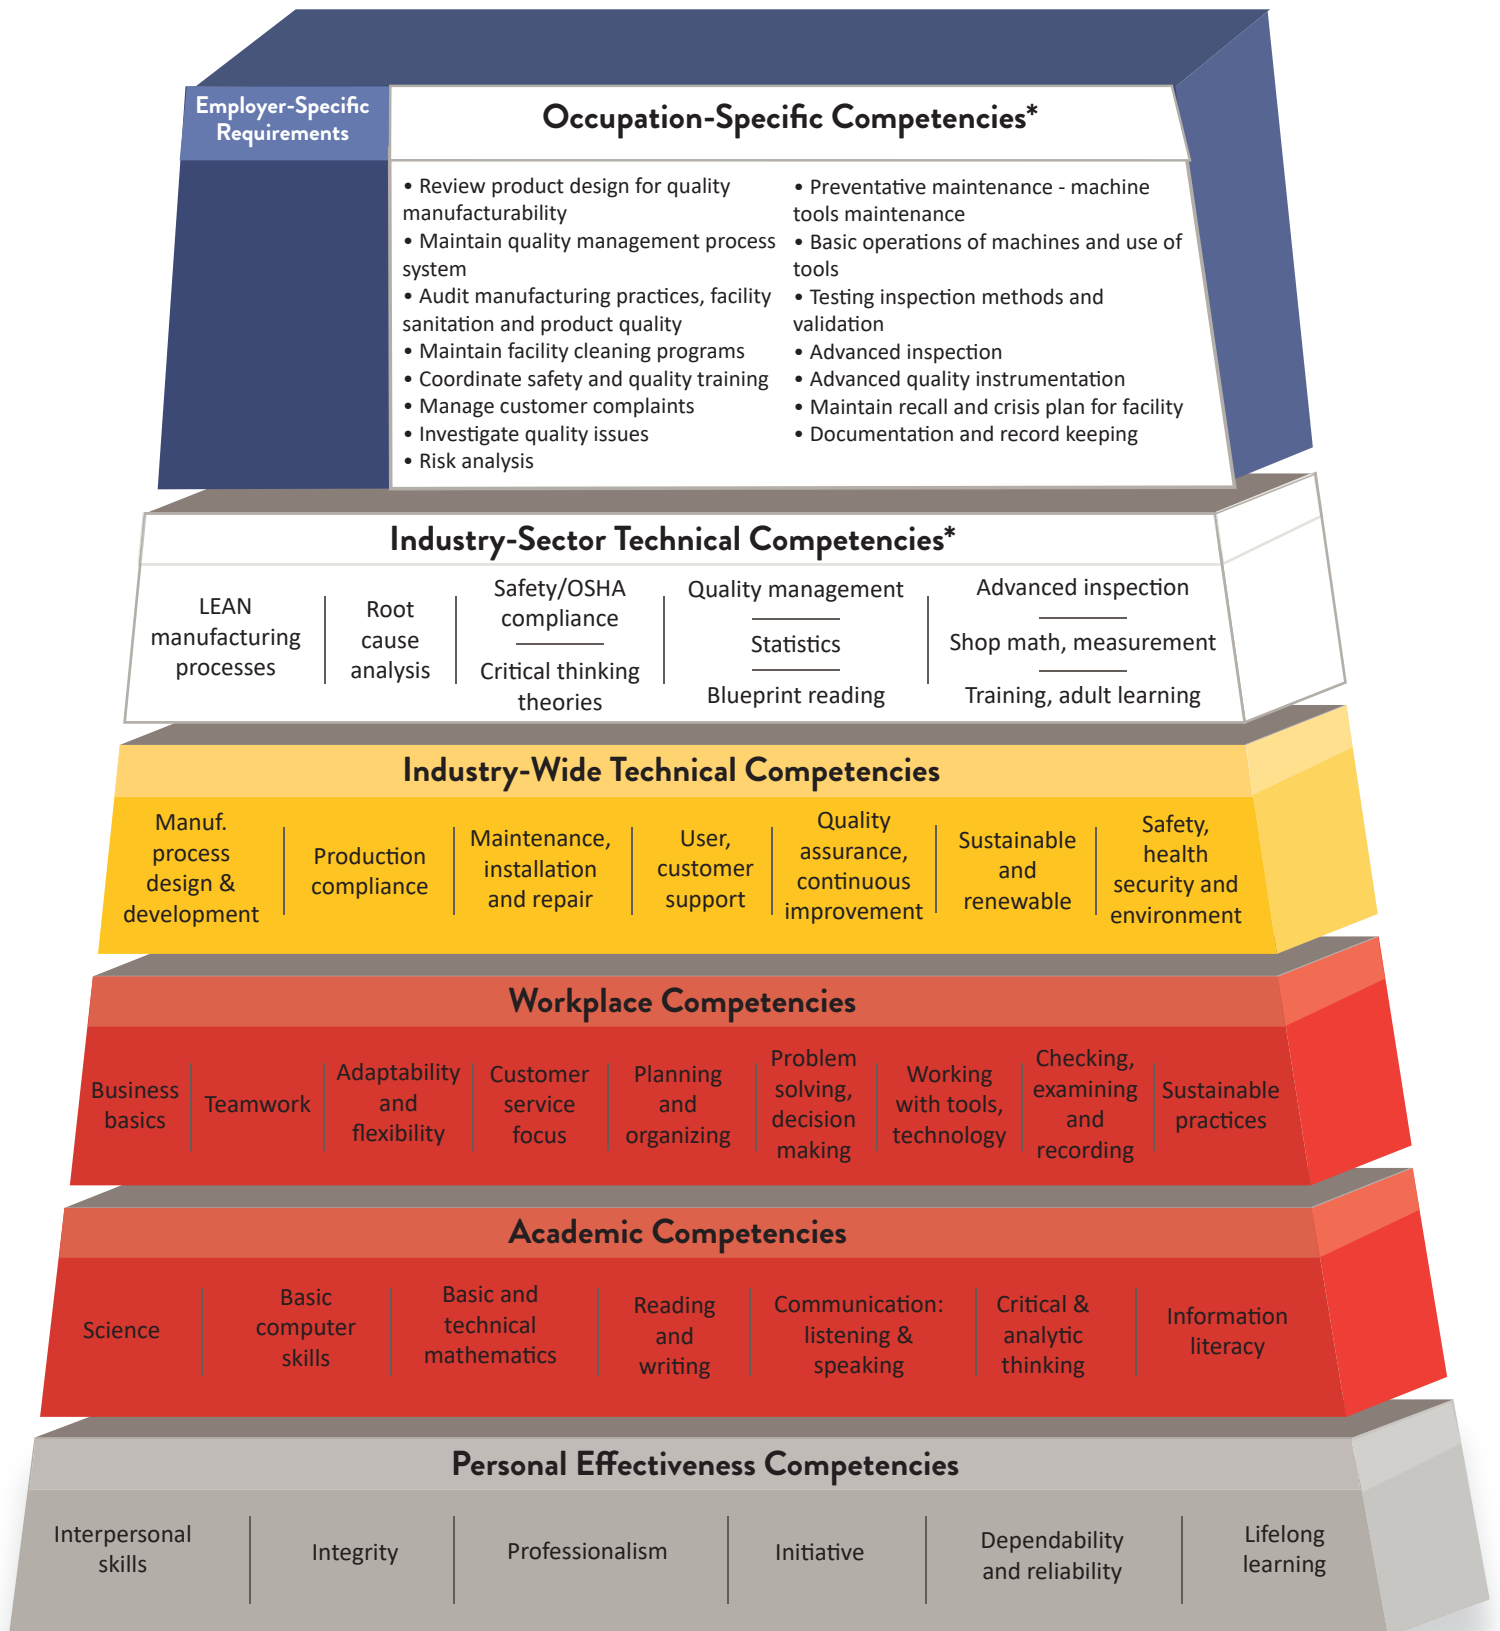 Employer-Specific
Requirements
Occupation-Specific Competencies*
• Review product design for quality
manufacturability
• Maintain quality management process
system
• Audit manufacturing practices, facility
sanitation and product quality
• Maintain facility cleaning programs
• Coordinate safety and quality training
• Manage customer complaints
• Investigate quality issues
• Risk analysis
• Preventative maintenance - machine
tools maintenance
• Basic operations of machines and use of
tools
• Testing inspection methods and
validation
• Advanced inspection
• Advanced quality instrumentation
• Maintain recall and crisis plan for facility
• Documentation and record keeping
Industry-Sector Technical Competencies*
LEAN
manufacturing
processes
Root
cause
analysis
Safety/OSHA
compliance
Critical thinking
theories
Quality management
Statistics
Blueprint reading
Advanced inspection
Shop math, measurement
Training, adult learning
Industry-Wide Technical Competencies
Manuf.
process
design &
development
Production
compliance
Maintenance,
installation
and repair
User,
customer
support
Quality
assurance,
continuous
improvement
Sustainable
and
renewable
Safety,
health
security and
environment
Workplace Competencies
Business
basics
Teamwork
Adaptability
and
flexibility
Customer
service
focus
Planning
and
organizing
Problem
solving,
decision
making
Working
with tools,
technology
Checking,
examining
and
recording
Sustainable
practices
Academic Competencies
Science
Basic
computer
skills
Basic and
technical
mathematics
Reading
and
writing
Communication:
listening &
speaking
Critical &
analytic
thinking
Information
literacy
Personal Effectiveness Competencies
Interpersonal
skills
Integrity
Professionalism
Initiative
Dependability
and reliability
Lifelong
learning